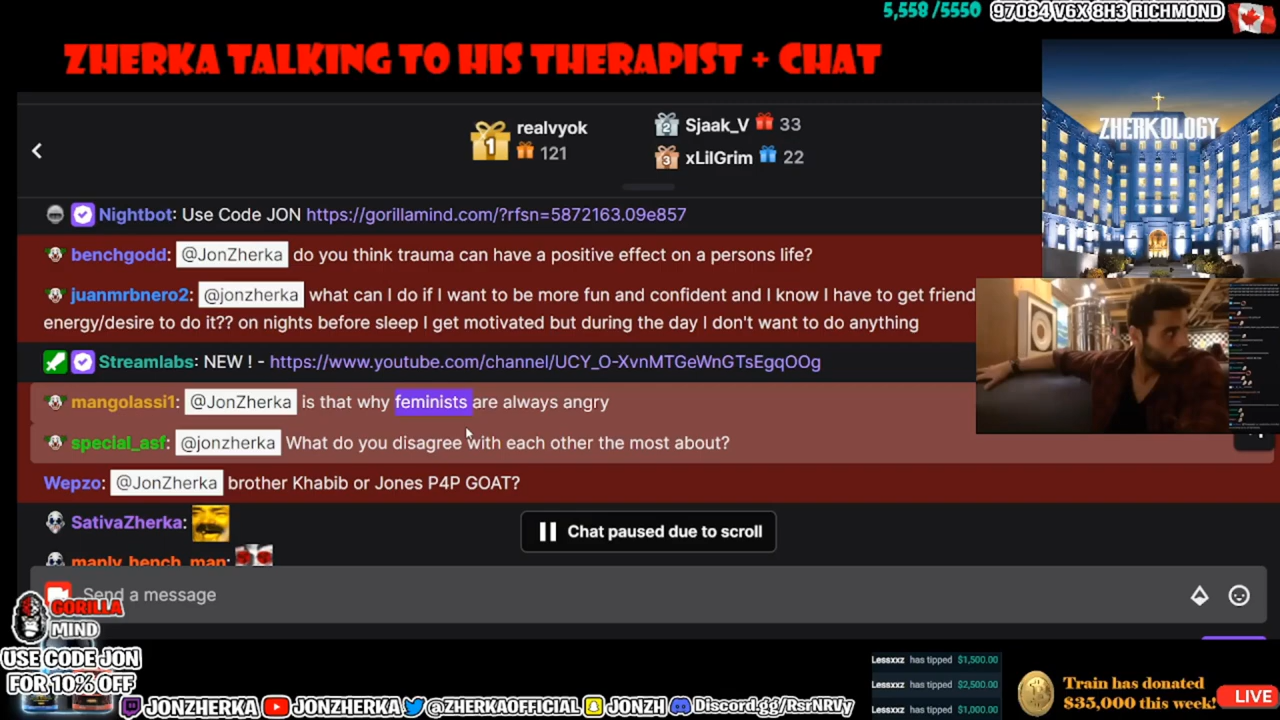 5,558 /5550
97084 V6X 8H3 RICHMOND
ZHERKA TALKING TO HIS THERAPIST + CHAT
ZHERKOLOGY
1 realvyok
121
2 Sjaak_V 33
3 xLilGrim 22
Nightbot: Use Code JON https://gorillamind.com/?rfsn=5872163.09e857
benchgodd: @JonZherka do you think trauma can have a positive effect on a persons life?
juanmrbnero2: @jonzherka what can I do if I want to be more fun and confident and I know I have to get friend
energy/desire to do it?? on nights before sleep I get motivated but during the day I don't want to do anything
Streamlabs: NEW ! - https://www.youtube.com/channel/UCY_O-XvnMTGeWnGTsEgqOOg
mangolassi1: @JonZherka is that why feminists are always angry
special_asf: @jonzherka What do you disagree with each other the most about?
Wepzo: @JonZherka brother Khabib or Jones P4P GOAT?
SativaZherka:
Chat paused due to scroll
manly_bench_man:
Send a message
GORILLA
MIND
USE CODE JON
FOR 10% OFF
Lessxxz has tipped $1,500.00
Lessxxz has tipped $2,500.00
Lessxxz has tipped $1,000.00
Train has donated
$35,000 this week!
LIVE
JONZHERKA JONZHERKA @ZHERKAOFFICIAL JONZH Discord.gg/RsrNRVy